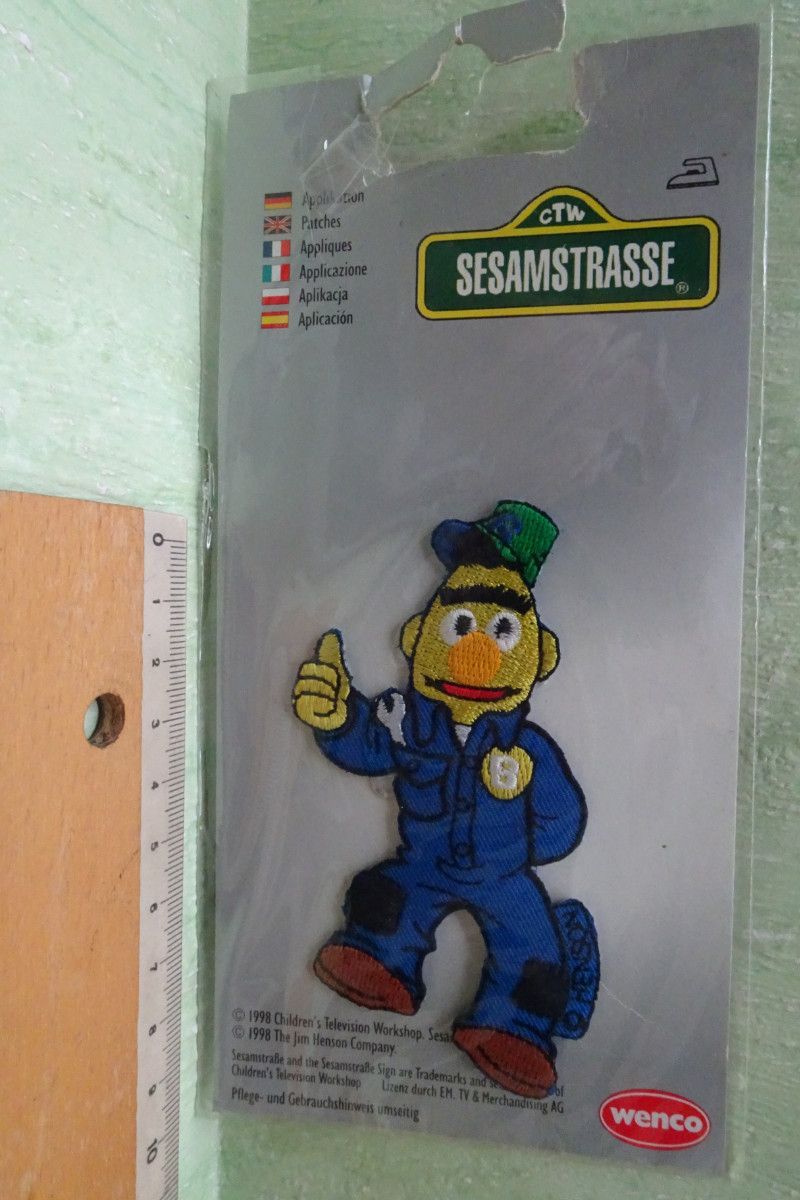 Applikation
Patches
Appliques
Applicazione
Aplikacja
Aplicación
CTW
SESAMSTRASSE®
B
0
1
2
3
4
5
6
7
8
9
10
© 1998 Children's Television Workshop.
© 1998 The Jim Henson Company.
Sesamstraße and the Sesamstraße Sign are Trademarks and of
Children's Television Workshop Lizenz durch EM. TV & Merchandising AG
Pflege- und Gebrauchshinweis umseitig
wenco